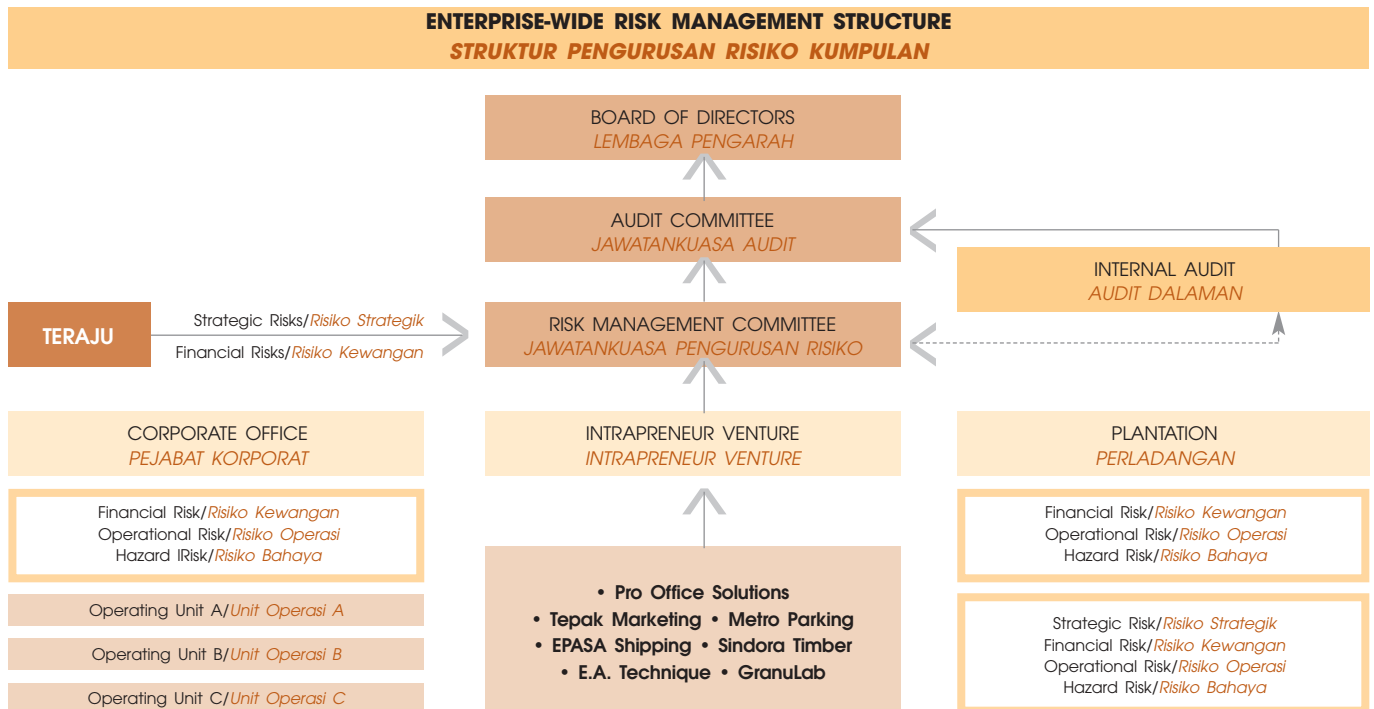 ENTERPRISE-WIDE RISK MANAGEMENT STRUCTURE
STRUKTUR PENGURUSAN RISIKO KUMPULAN
BOARD OF DIRECTORS
LEMBAGA PENGARAH
AUDIT COMMITTEE
JAWATANKUASA AUDIT
INTERNAL AUDIT
AUDIT DALAMAN
TERAJU
Strategic Risks/Risiko Strategik
Financial Risks/Risiko Kewangan
RISK MANAGEMENT COMMITTEE
JAWATANKUASA PENGURUSAN RISIKO
CORPORATE OFFICE
PEJABAT KORPORAT
Financial Risk/Risiko Kewangan
Operational Risk/Risiko Operasi
Hazard lRisk/Risiko Bahaya
Operating Unit A/Unit Operasi A
Operating Unit B/Unit Operasi B
Operating Unit C/Unit Operasi C
INTRAPRENEUR VENTURE
INTRAPRENEUR VENTURE
• Pro Office Solutions
• Tepak Marketing • Metro Parking
• EPASA Shipping • Sindora Timber
• E.A. Technique • GranuLab
PLANTATION
PERLADANGAN
Financial Risk/Risiko Kewangan
Operational Risk/Risiko Operasi
Hazard Risk/Risiko Bahaya
Strategic Risk/Risiko Strategik
Financial Risk/Risiko Kewangan
Operational Risk/Risiko Operasi
Hazard Risk/Risiko Bahaya